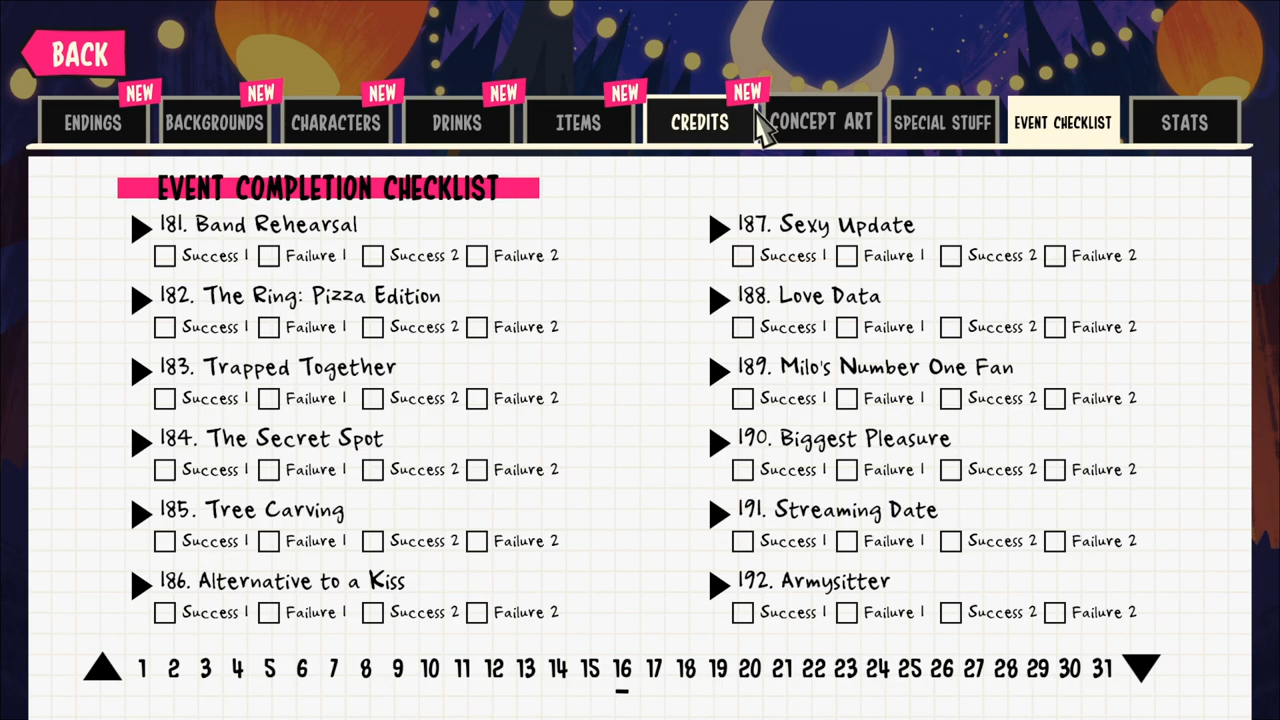 BACK
NEW NEW NEW NEW NEW NEW
ENDINGS BACKGROUNDS CHARACTERS DRINKS ITEMS CREDITS CONCEPT ART SPECIAL STUFF EVENT CHECKLIST STATS
EVENT COMPLETION CHECKLIST
181. Band Rehearsal
Success 1 Failure 1 Success 2 Failure 2
182. The Ring: Pizza Edition
Success 1 Failure 1 Success 2 Failure 2
183. Trapped Together
Success 1 Failure 1 Success 2 Failure 2
184. The Secret Spot
Success 1 Failure 1 Success 2 Failure 2
185. Tree Carving
Success 1 Failure 1 Success 2 Failure 2
186. Alternative to a Kiss
Success 1 Failure 1 Success 2 Failure 2
187. Sexy Update
Success 1 Failure 1 Success 2 Failure 2
188. Love Data
Success 1 Failure 1 Success 2 Failure 2
189. Milo's Number One Fan
Success 1 Failure 1 Success 2 Failure 2
190. Biggest Pleasure
Success 1 Failure 1 Success 2 Failure 2
191. Streaming Date
Success 1 Failure 1 Success 2 Failure 2
192. Armysitter
Success 1 Failure 1 Success 2 Failure 2
1 2 3 4 5 6 7 8 9 10 11 12 13 14 15 16 17 18 19 20 21 22 23 24 25 26 27 28 29 30 31